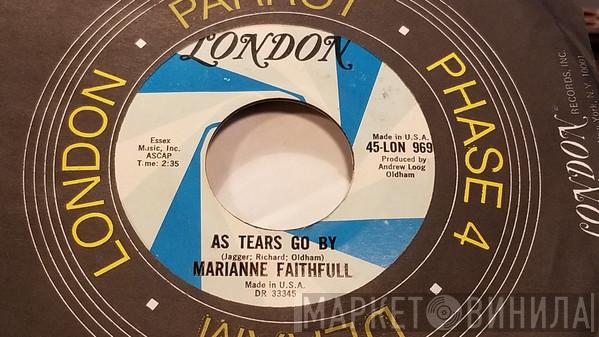 PARROT
LONDON
PHASE 4
DERAM
LONDON
RECORDS, INC.
N.Y. 10001
LONDON
Essex
Music, Inc.
ASCAP
Time: 2:35
Made in U.S.A.
45-LON 969
Produced by
Andrew Loog
Oldham
AS TEARS GO BY
(Jagger; Richard; Oldham)
MARIANNE FAITHFULL
Made in U.S.A.
DR 33345
МАРКЕТ ВИНИЛА